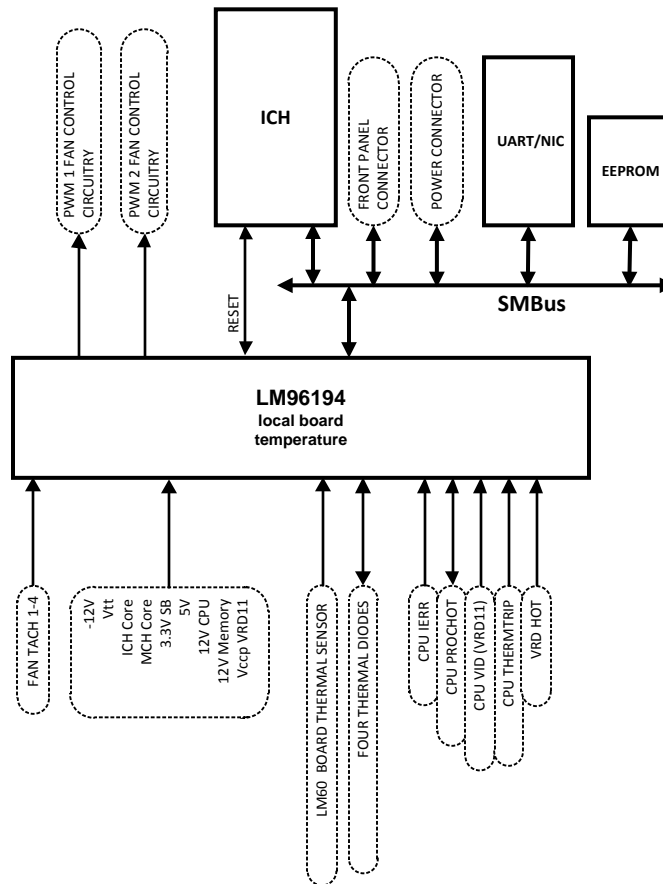 PWM 1 FAN CONTROL
CIRCUITRY
PWM 2 FAN CONTROL
CIRCUITRY
ICH
FRONT PANEL
CONNECTOR
POWER CONNECTOR
UART/NIC
EEPROM
RESET
SMBus
LM96194
local board
temperature
FAN TACH 1-4
-12V
Vtt
ICH Core
MCH Core
3.3V SB
5V
12V CPU
12V Memory
Vccp VRD11
LM60 BOARD THERMAL SENSOR
FOUR THERMAL DIODES
CPU IERR
CPU PROCHOT
CPU VID (VRD11)
CPU THERMTRIP
VRD HOT